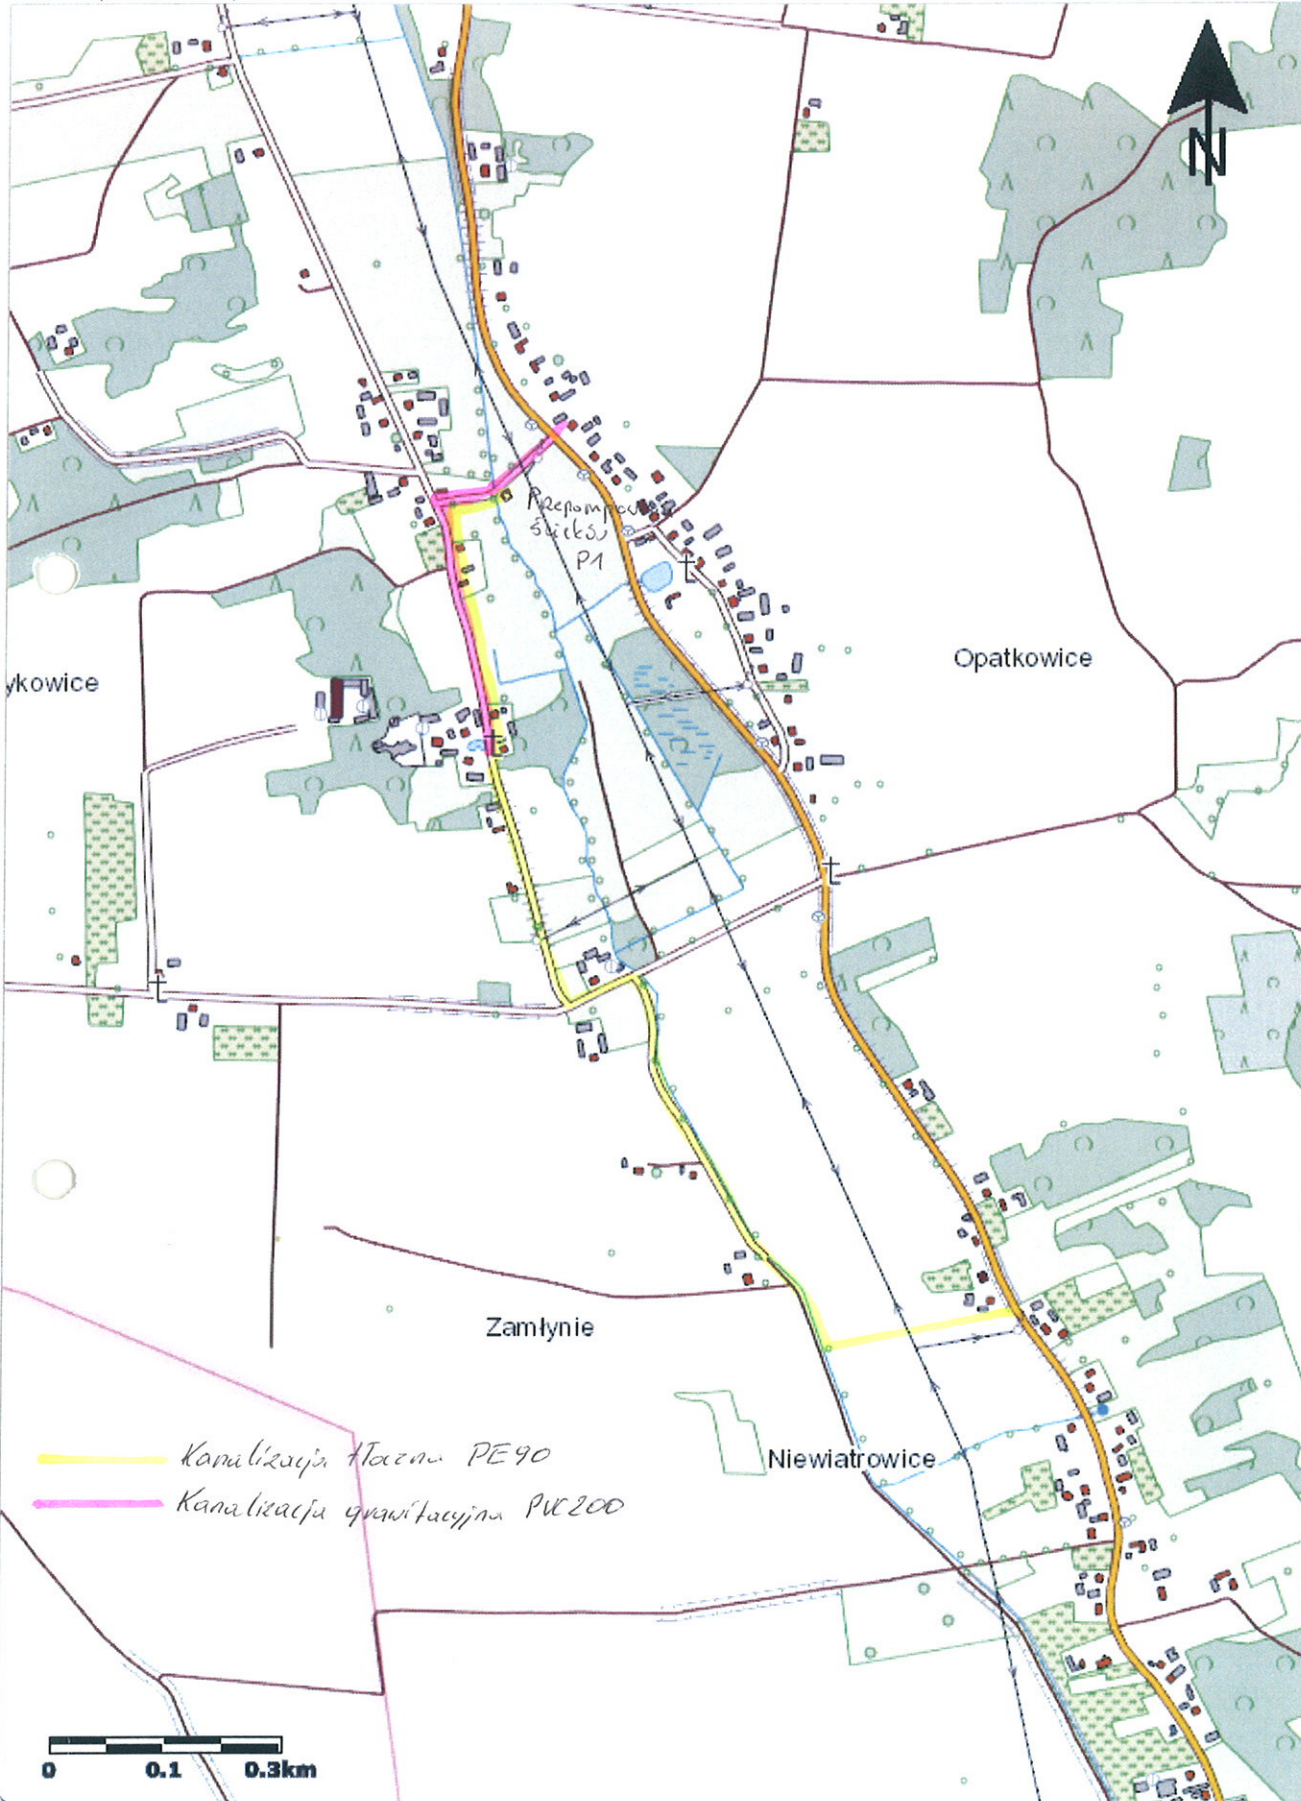 N
Przepompownia
ścieków
P1
Opatkowice
ykowice
Zamłynie
Kanalizacja tłoczna PE90
Niewiatrowice
Kanalizacja grawitacyjna PVC200
0 0.1 0.3km